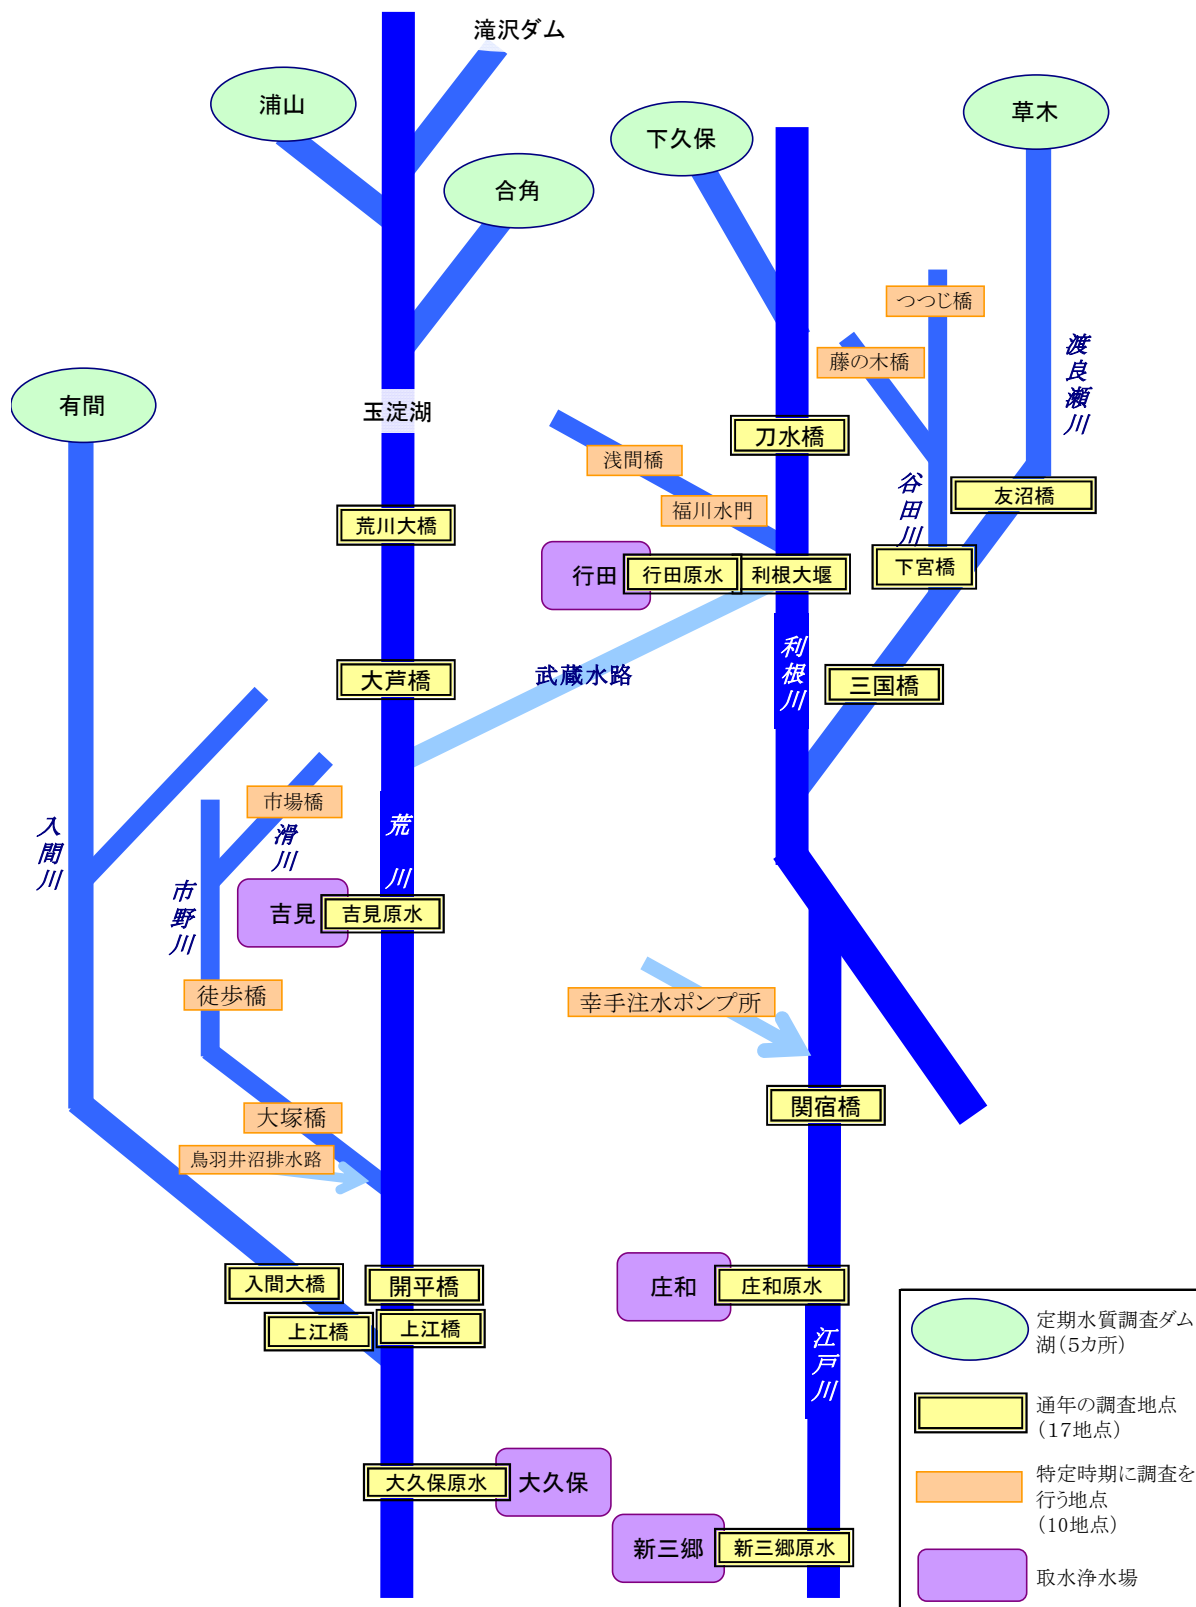 滝沢ダム
浦山
草木
下久保
合角
つつじ橋
藤の木橋
渡良瀬川
有間
玉淀湖
刀水橋
浅間橋
谷田川
友沼橋
福川水門
荒川大橋
下宮橋
行田
行田原水
利根大堰
利根川
武蔵水路
大芦橋
三国橋
市場橋
滑川
荒川
入間川
市野川
吉見
吉見原水
徒歩橋
幸手注水ポンプ所
大塚橋
関宿橋
鳥羽井沼排水路
入間大橋
開平橋
庄和
庄和原水
上江橋
上江橋
江戸川
大久保原水
大久保
新三郷
新三郷原水
定期水質調査ダム
湖(5カ所)
通年の調査地点
(17地点)
特定時期に調査を
行う地点
(10地点)
取水浄水場